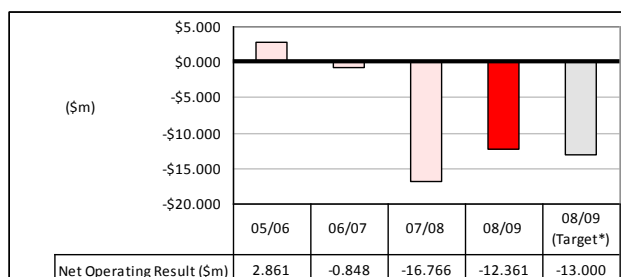 $5.000
$0.000
-$5.000
($m)
-$10.000
-$15.000
-$20.000
05/06 06/07 07/08 08/09 08/09
(Target*)
Net Operating Result ($m) 2.861 -0.848 -16.766 -12.361 -13.000